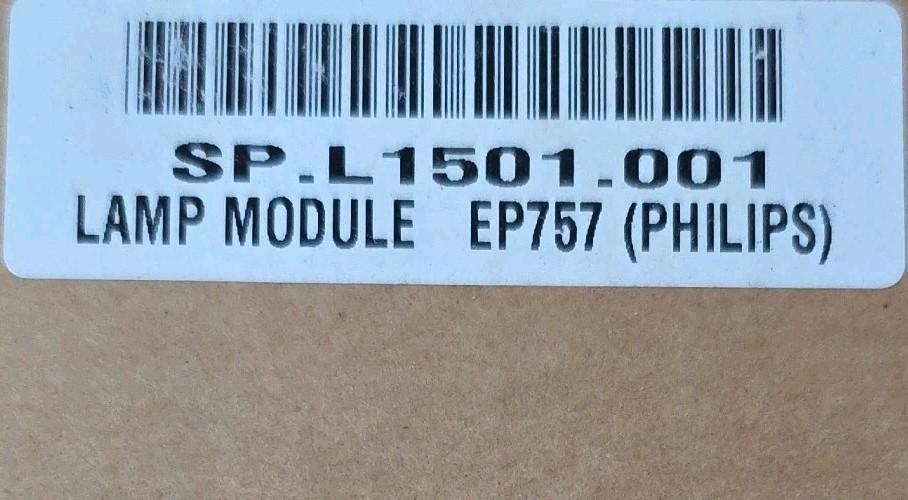 SP.L1501.001
LAMP MODULE EP757 (PHILIPS)